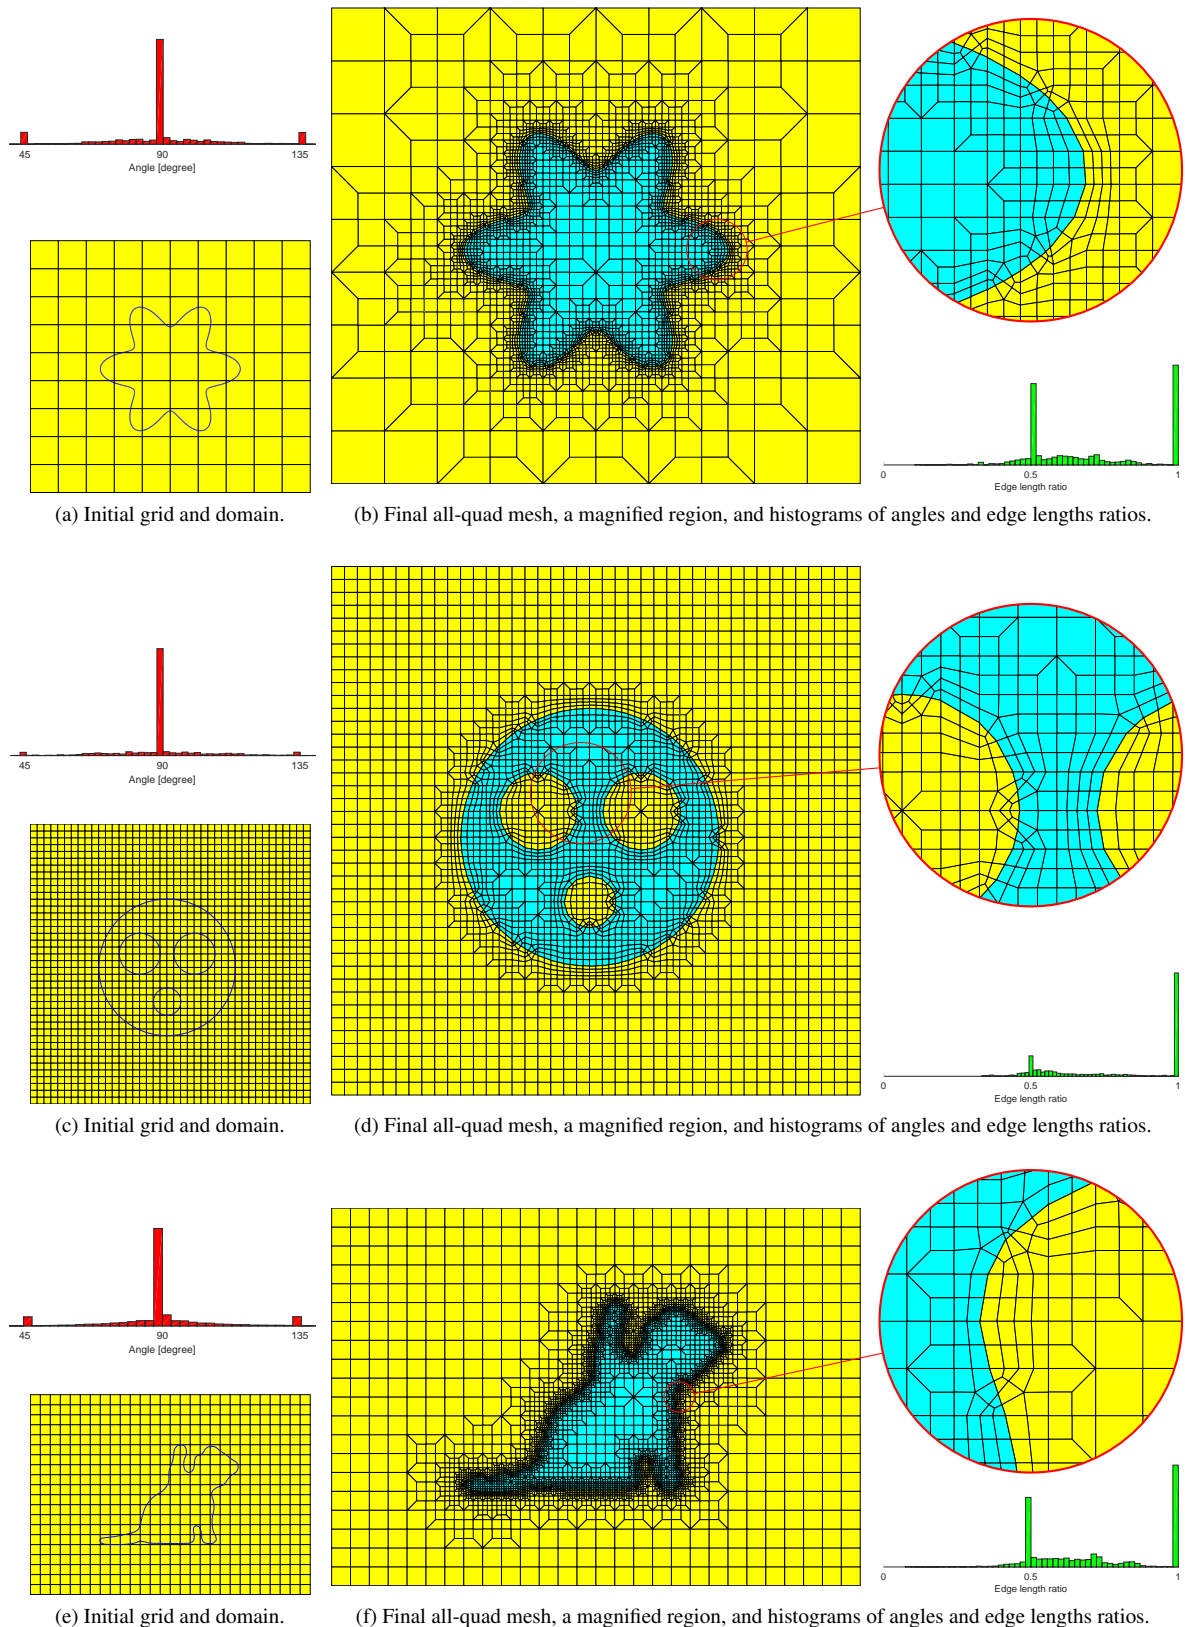 45 90 135
Angle [degree]
0 0.5 1
Edge length ratio
(a) Initial grid and domain.
(b) Final all-quad mesh, a magnified region, and histograms of angles and edge lengths ratios.
45 90 135
Angle [degree]
0 0.5 1
Edge length ratio
(c) Initial grid and domain.
(d) Final all-quad mesh, a magnified region, and histograms of angles and edge lengths ratios.
45 90 135
Angle [degree]
0 0.5 1
Edge length ratio
(e) Initial grid and domain.
(f) Final all-quad mesh, a magnified region, and histograms of angles and edge lengths ratios.